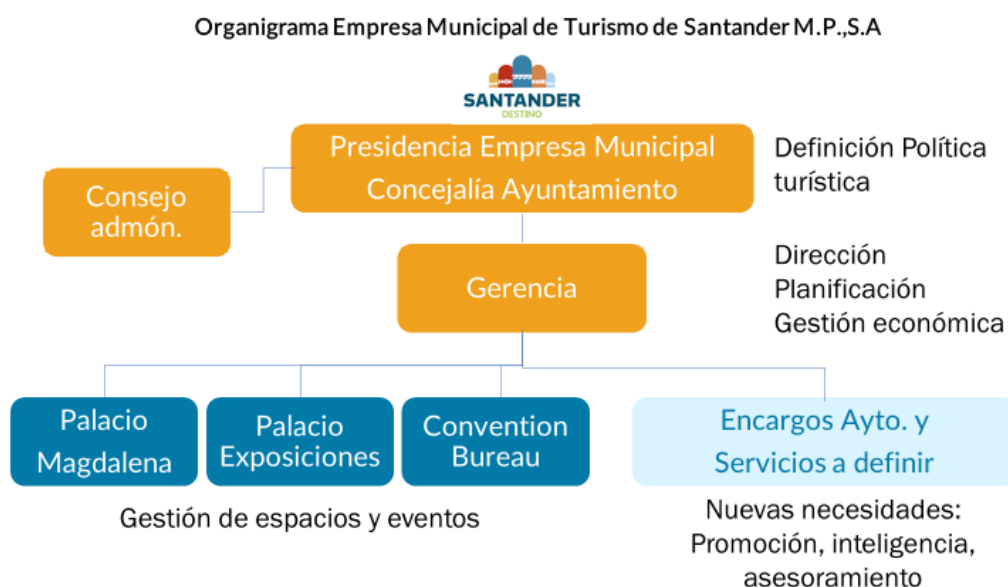 Organigrama Empresa Municipal de Turismo de Santander M.P.,S.A
SANTANDER
DESTINO
Presidencia Empresa Municipal
Concejalía Ayuntamiento
Definición Política
turística
Consejo
admón.
Gerencia
Dirección
Planificación
Gestión económica
Palacio
Magdalena
Palacio
Exposiciones
Convention
Bureau
Encargos Ayto. y
Servicios a definir
Gestión de espacios y eventos
Nuevas necesidades:
Promoción, inteligencia,
asesoramiento